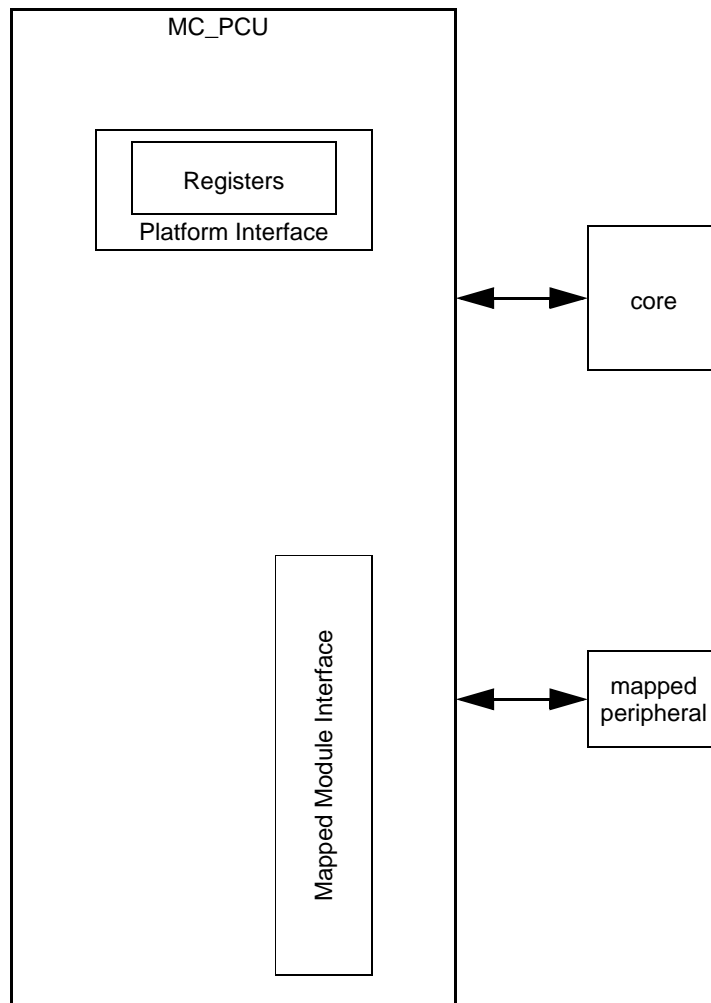 MC_PCU
Registers
Platform Interface
core
Mapped Module Interface
mapped
peripheral